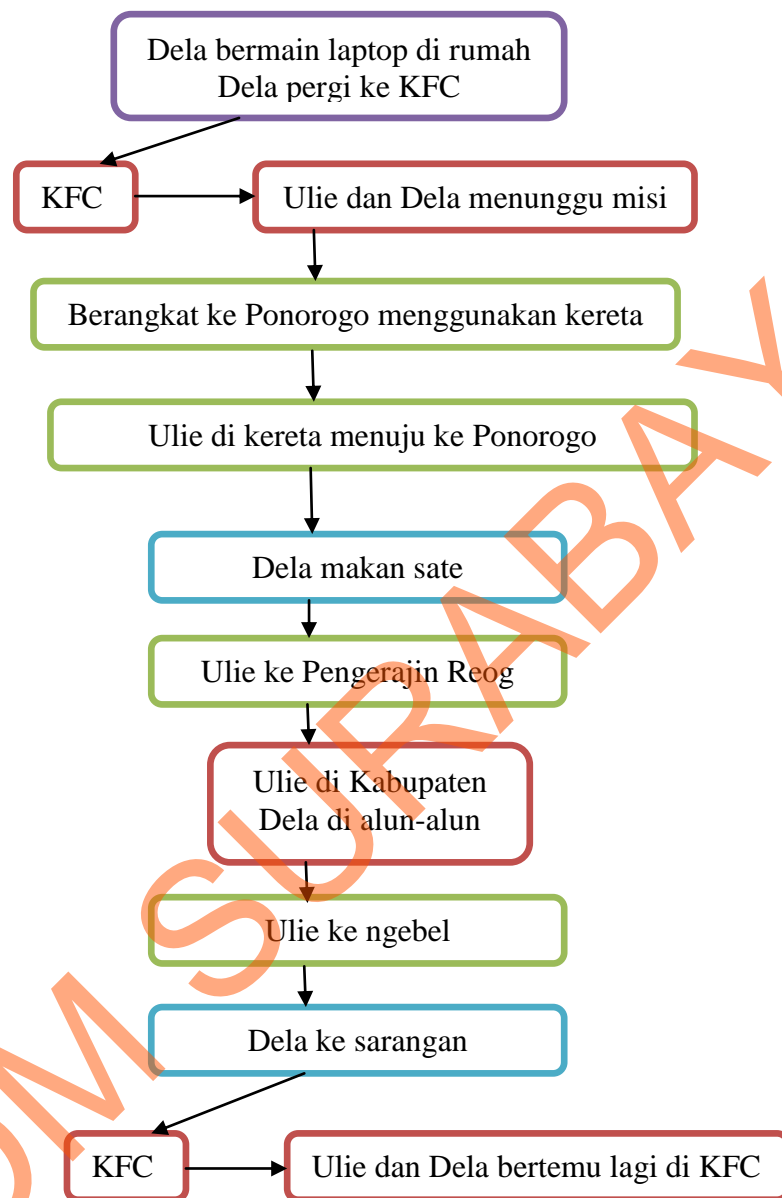 Dela bermain laptop di rumah
Dela pergi ke KFC
KFC
Ulie dan Dela menunggu misi
Berangkat ke Ponorogo menggunakan kereta
Ulie di kereta menuju ke Ponorogo
Dela makan sate
Ulie ke Pengerajin Reog
Ulie di Kabupaten
Dela di alun-alun
Ulie ke ngebel
Dela ke sarangan
KFC
Ulie dan Dela bertemu lagi di KFC